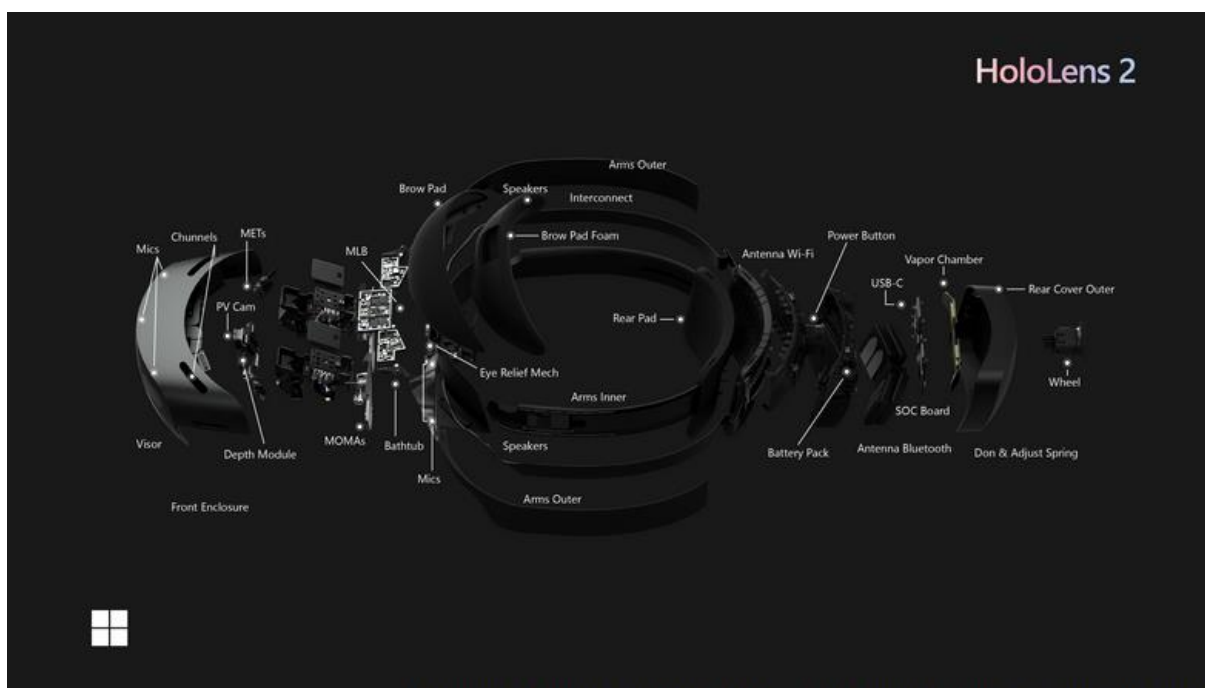 HoloLens 2
Arms Outer
Brow Pad
Speakers
Interconnect
Mics
Chunnels
METs
MLB
Brow Pad Foam
Antenna Wi-Fi
Power Button
Vapor Chamber
USB-C
Rear Cover Outer
PV Cam
Rear Pad
Eye Relief Mech
Wheel
Arms Inner
SOC Board
Visor
Depth Module
MOMAs
Bathtub
Speakers
Battery Pack
Antenna Bluetooth
Don & Adjust Spring
Mics
Arms Outer
Front Enclosure